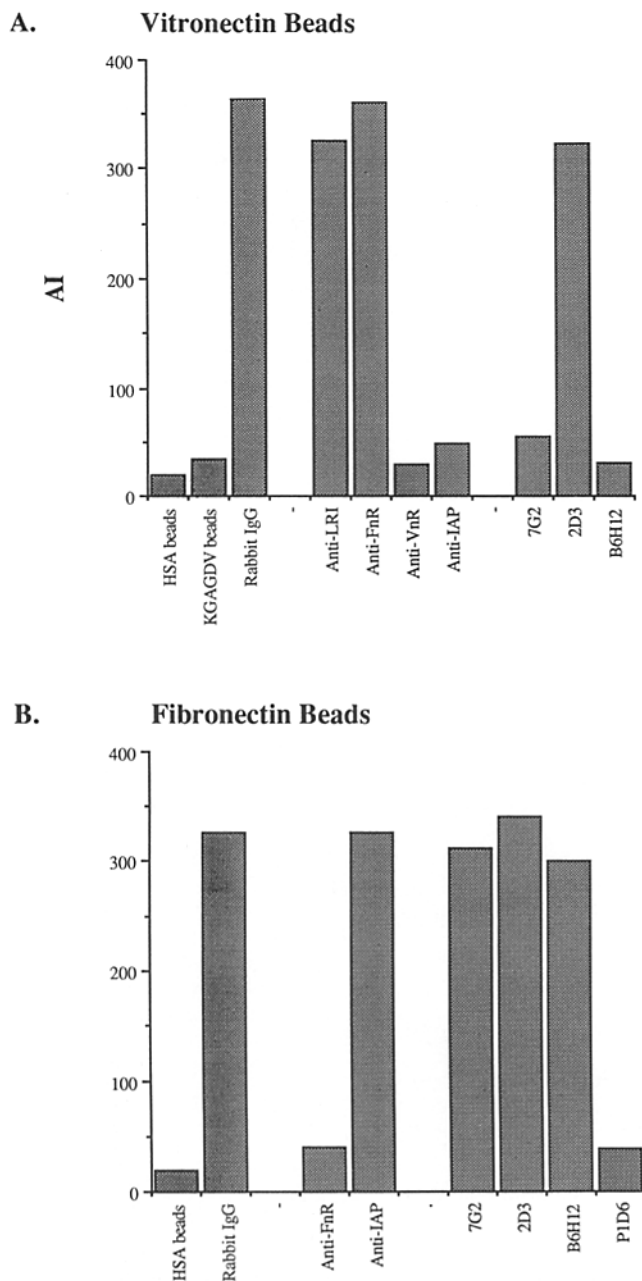 A. Vitronectin Beads
400
300
200
100
0
AI
HSA beads
KGAGDV beads
Rabbit IgG
-
Anti-LRI
Anti-FnR
Anti-VnR
Anti-IAP
-
7G2
2D3
B6H12
B. Fibronectin Beads
400
300
200
100
0
HSA beads
Rabbit IgG
-
Anti-FnR
Anti-IAP
-
7G2
2D3
B6H12
P1D6